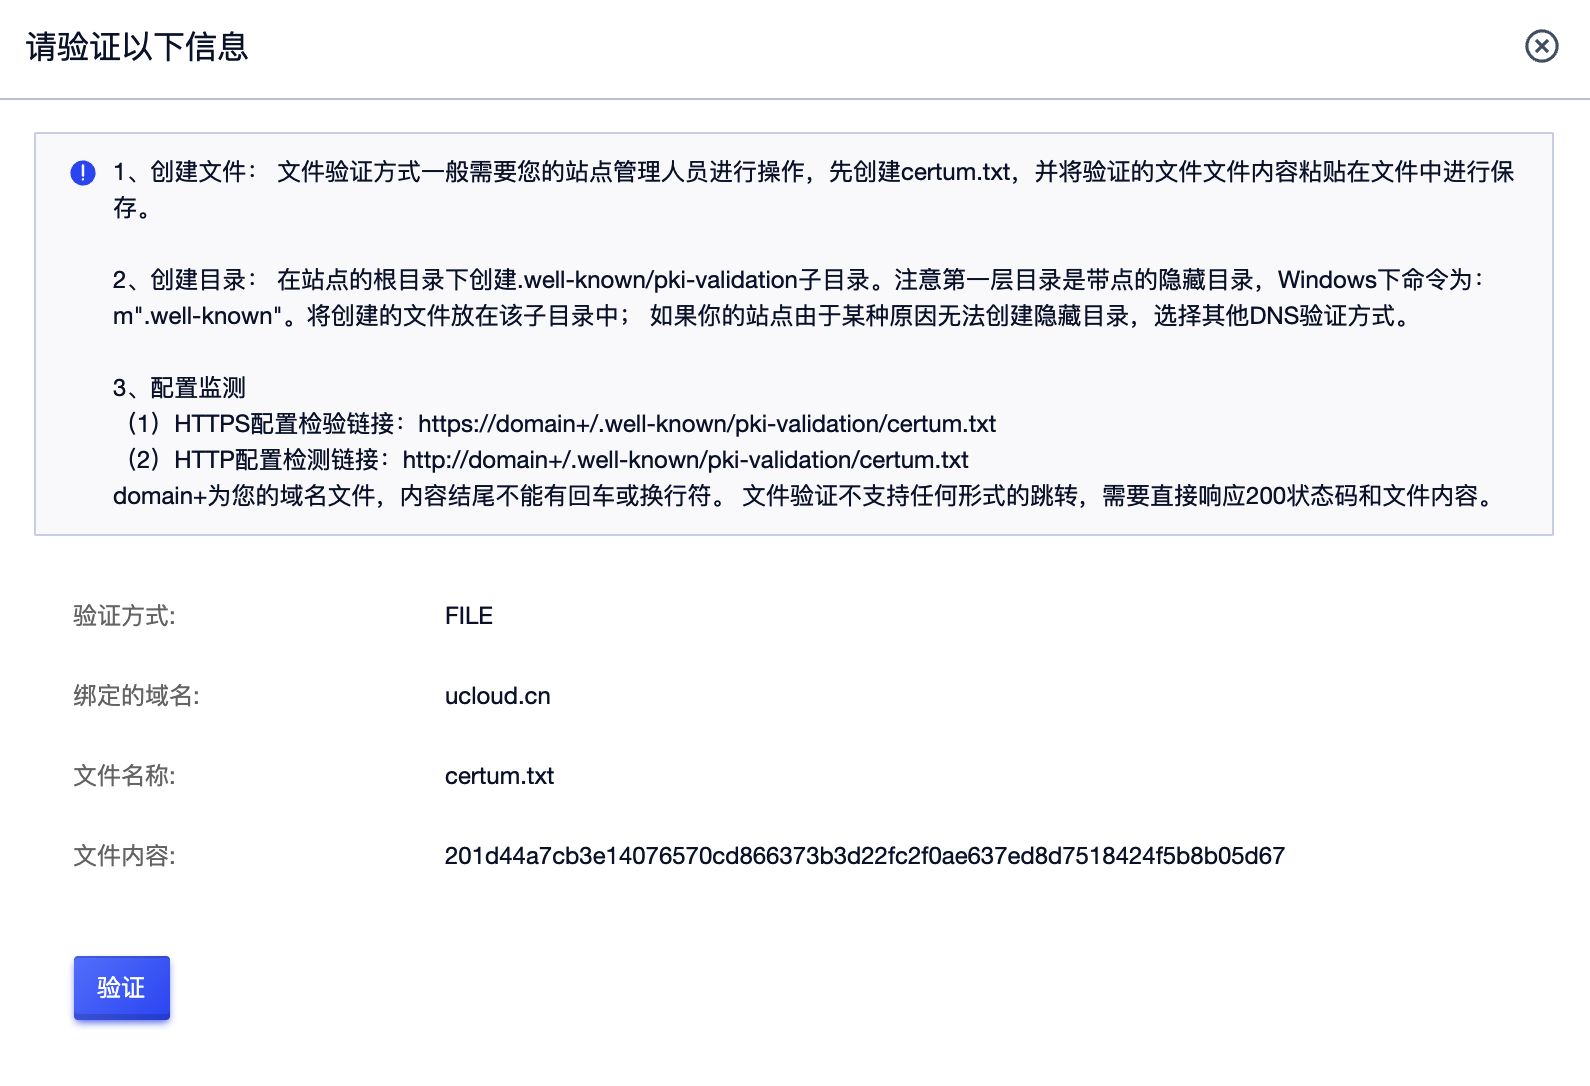 请验证以下信息
1、创建文件： 文件验证方式一般需要您的站点管理人员进行操作，先创建certum.txt，并将验证的文件文件内容粘贴在文件中进行保
存。
2、创建目录： 在站点的根目录下创建.well-known/pki-validation子目录。注意第一层目录是带点的隐藏目录，Windows下命令为：
m".well-known"。将创建的文件放在该子目录中； 如果你的站点由于某种原因无法创建隐藏目录，选择其他DNS验证方式。
3、配置监测
（1）HTTPS配置检验链接：https://domain+/.well-known/pki-validation/certum.txt
（2）HTTP配置检测链接：http://domain+/.well-known/pki-validation/certum.txt
domain+为您的域名文件，内容结尾不能有回车或换行符。 文件验证不支持任何形式的跳转，需要直接响应200状态码和文件内容。
验证方式: FILE
绑定的域名: ucloud.cn
文件名称: certum.txt
文件内容: 201d44a7cb3e14076570cd866373b3d22fc2f0ae637ed8d7518424f5b8b05d67
验证